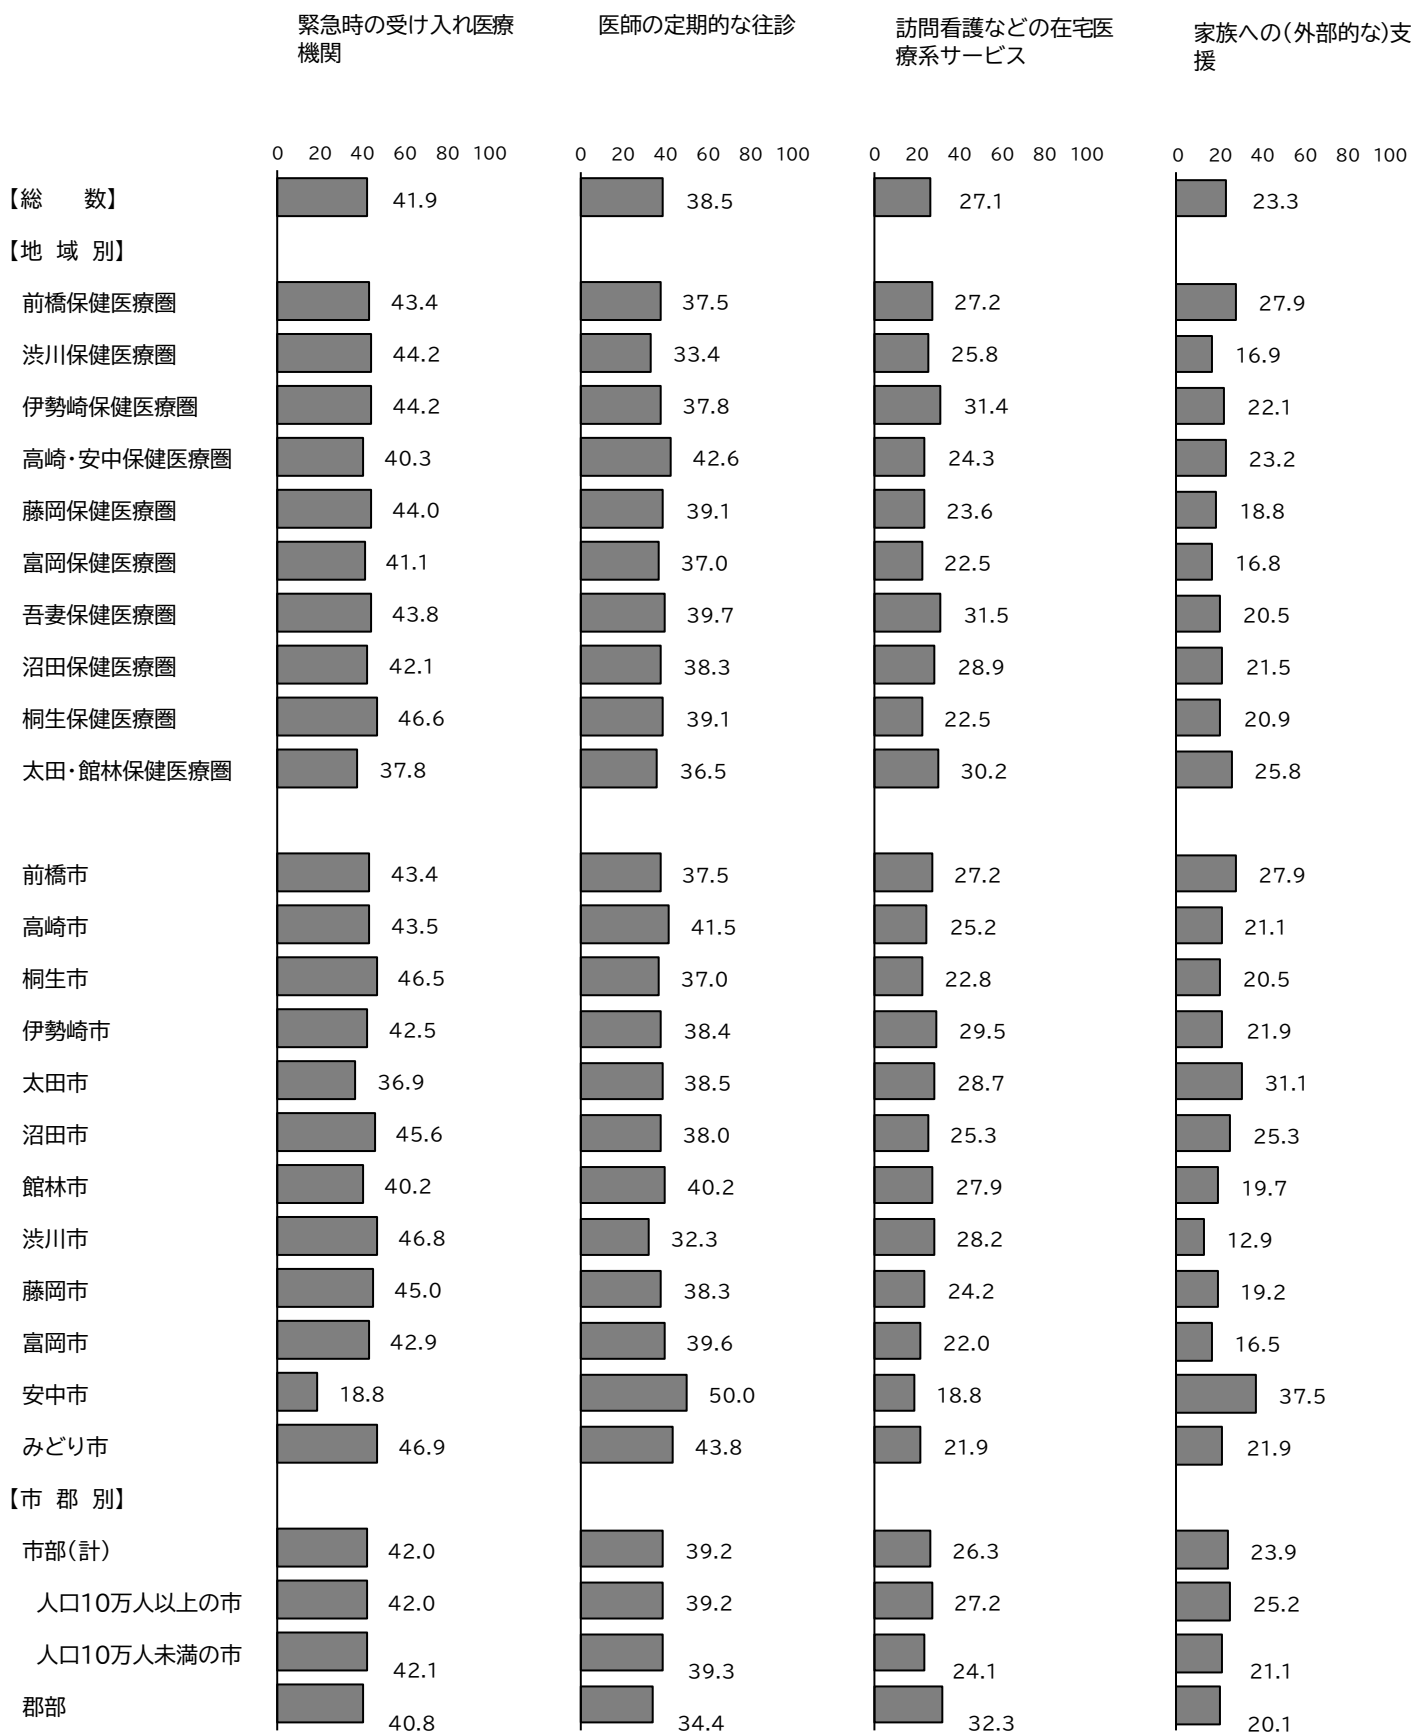 緊急時の受け入れ医療
機関
医師の定期的な往診
訪問看護などの在宅医
療系サービス
家族への(外部的な)支
援
0 20 40 60 80 100 0 20 40 60 80 100 0 20 40 60 80 100 0 20 40 60 80 100
【総 数】 41.9 38.5 27.1 23.3
【地 域 別】
前橋保健医療圏 43.4 37.5 27.2 27.9
渋川保健医療圏 44.2 33.4 25.8 16.9
伊勢崎保健医療圏 44.2 37.8 31.4 22.1
高崎・安中保健医療圏 40.3 42.6 24.3 23.2
藤岡保健医療圏 44.0 39.1 23.6 18.8
富岡保健医療圏 41.1 37.0 22.5 16.8
吾妻保健医療圏 43.8 39.7 31.5 20.5
沼田保健医療圏 42.1 38.3 28.9 21.5
桐生保健医療圏 46.6 39.1 22.5 20.9
太田・館林保健医療圏 37.8 36.5 30.2 25.8
前橋市 43.4 37.5 27.2 27.9
高崎市 43.5 41.5 25.2 21.1
桐生市 46.5 37.0 22.8 20.5
伊勢崎市 42.5 38.4 29.5 21.9
太田市 36.9 38.5 28.7 31.1
沼田市 45.6 38.0 25.3 25.3
館林市 40.2 40.2 27.9 19.7
渋川市 46.8 32.3 28.2 12.9
藤岡市 45.0 38.3 24.2 19.2
富岡市 42.9 39.6 22.0 16.5
安中市 18.8 50.0 18.8 37.5
みどり市 46.9 43.8 21.9 21.9
【市 郡 別】
市部(計) 42.0 39.2 26.3 23.9
人口10万人以上の市 42.0 39.2 27.2 25.2
人口10万人未満の市 42.1 39.3 24.1 21.1
郡部 40.8 34.4 32.3 20.1